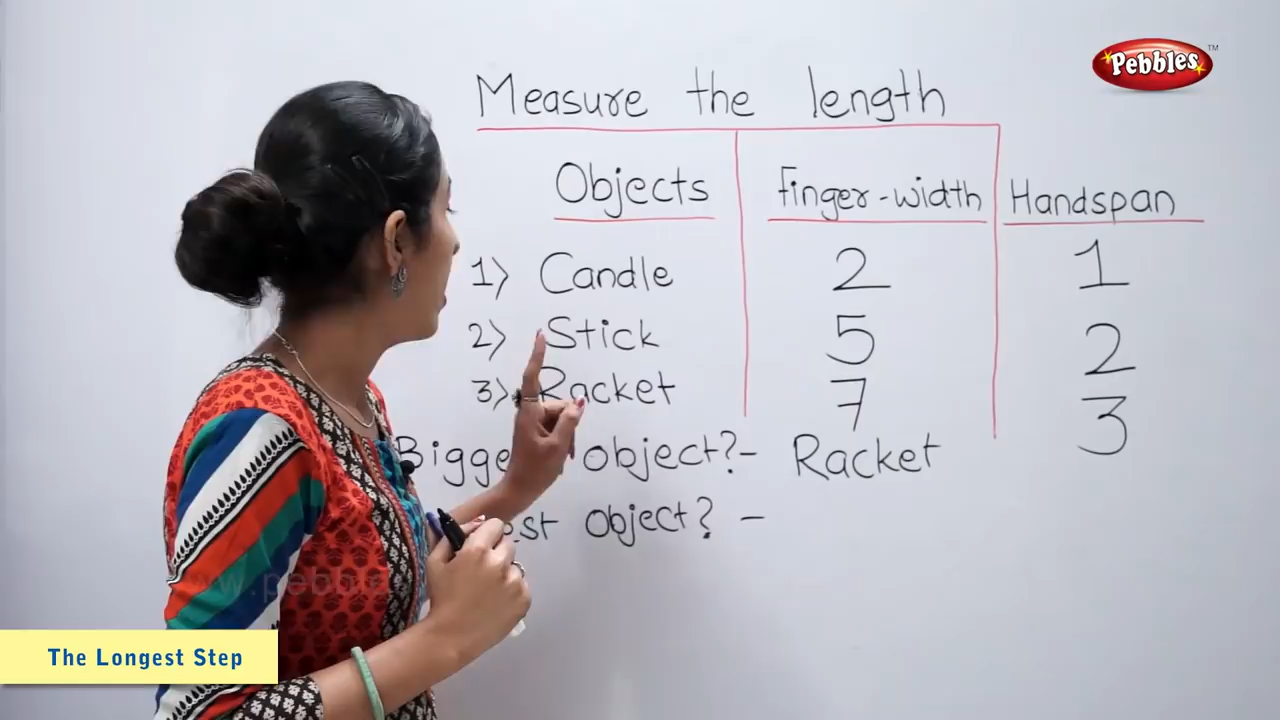 Pebbles™
Measure the length
Objects finger-width Handspan
1) Candle 2 1
2) Stick 5 2
3) Racket 7 3
object?- Racket
object? -
The Longest Step